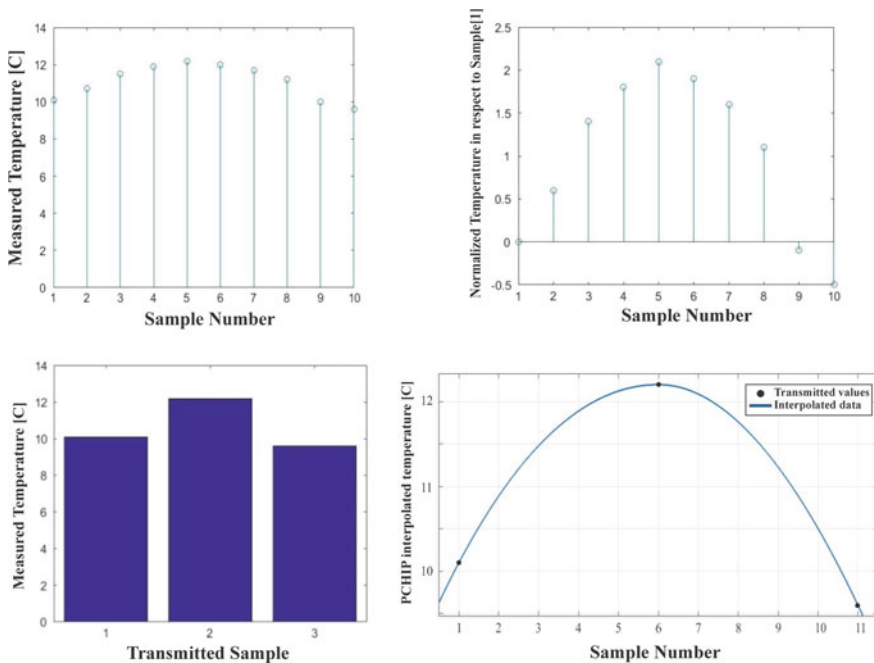 Measured Temperature [C]
14
12
10
8
6
4
2
0
1 2 3 4 5 6 7 8 9 10
Sample Number
Normalized Temperature in respect to Sample[1]
2.5
2
1.5
1
0.5
0
-0.5
1 2 3 4 5 6 7 8 9 10
Sample Number
Measured Temperature [C]
14
12
10
8
6
4
2
0
1 2 3
Transmitted Sample
PCHIP interpolated temperature [C]
12
11
10
Transmitted values
Interpolated data
1 2 3 4 5 6 7 8 9 10 11
Sample Number